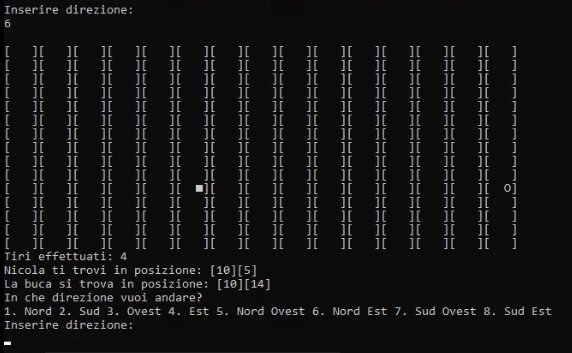 Inserire direzione:
6
[   ][   ][   ][   ][   ][   ][   ][   ][   ][   ][   ][   ][   ][   ][   ]
[   ][   ][   ][   ][   ][   ][   ][   ][   ][   ][   ][   ][   ][   ][   ]
[   ][   ][   ][   ][   ][   ][   ][   ][   ][   ][   ][   ][   ][   ][   ]
[   ][   ][   ][   ][   ][   ][   ][   ][   ][   ][   ][   ][   ][   ][   ]
[   ][   ][   ][   ][   ][   ][   ][   ][   ][   ][   ][   ][   ][   ][   ]
[   ][   ][   ][   ][   ][   ][   ][   ][   ][   ][   ][   ][   ][   ][   ]
[   ][   ][   ][   ][   ][   ][   ][   ][   ][   ][   ][   ][   ][   ][   ]
[   ][   ][   ][   ][   ][   ][   ][   ][   ][   ][   ][   ][   ][   ][   ]
[   ][   ][   ][   ][   ][   ][   ][   ][   ][   ][   ][   ][   ][   ][   ]
[   ][   ][   ][   ][   ][   ][   ][   ][   ][   ][   ][   ][   ][   ][   ]
[   ][   ][   ][   ][   ][  ■][   ][   ][   ][   ][   ][   ][   ][   ][  O]
[   ][   ][   ][   ][   ][   ][   ][   ][   ][   ][   ][   ][   ][   ][   ]
[   ][   ][   ][   ][   ][   ][   ][   ][   ][   ][   ][   ][   ][   ][   ]
[   ][   ][   ][   ][   ][   ][   ][   ][   ][   ][   ][   ][   ][   ][   ]
[   ][   ][   ][   ][   ][   ][   ][   ][   ][   ][   ][   ][   ][   ][   ]
Tiri effettuati: 4
Nicola ti trovi in posizione: [10][5]
La buca si trova in posizione: [10][14]
In che direzione vuoi andare?
1. Nord 2. Sud 3. Ovest 4. Est 5. Nord Ovest 6. Nord Est 7. Sud Ovest 8. Sud Est
Inserire direzione: